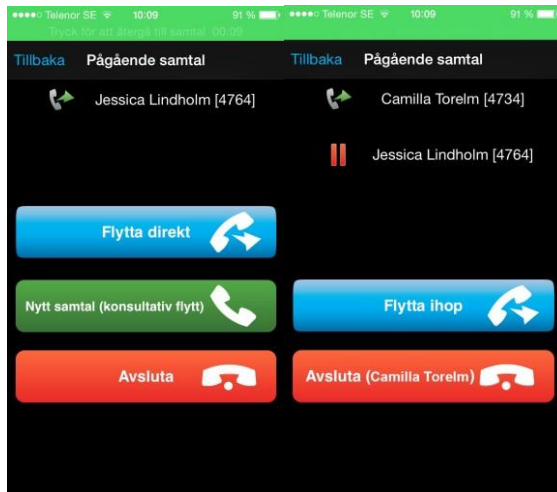 ●●●●○ Telenor SE 10:09 91 %
Tryck för att återgå till samtal 00:09
Tillbaka Pågående samtal
Jessica Lindholm [4764]
Flytta direkt
Nytt samtal (konsultativ flytt)
Avsluta
●●●●○ Telenor SE 10:09 91 %
Tillbaka Pågående samtal
Camilla Torelm [4734]
Jessica Lindholm [4764]
Flytta ihop
Avsluta (Camilla Torelm)